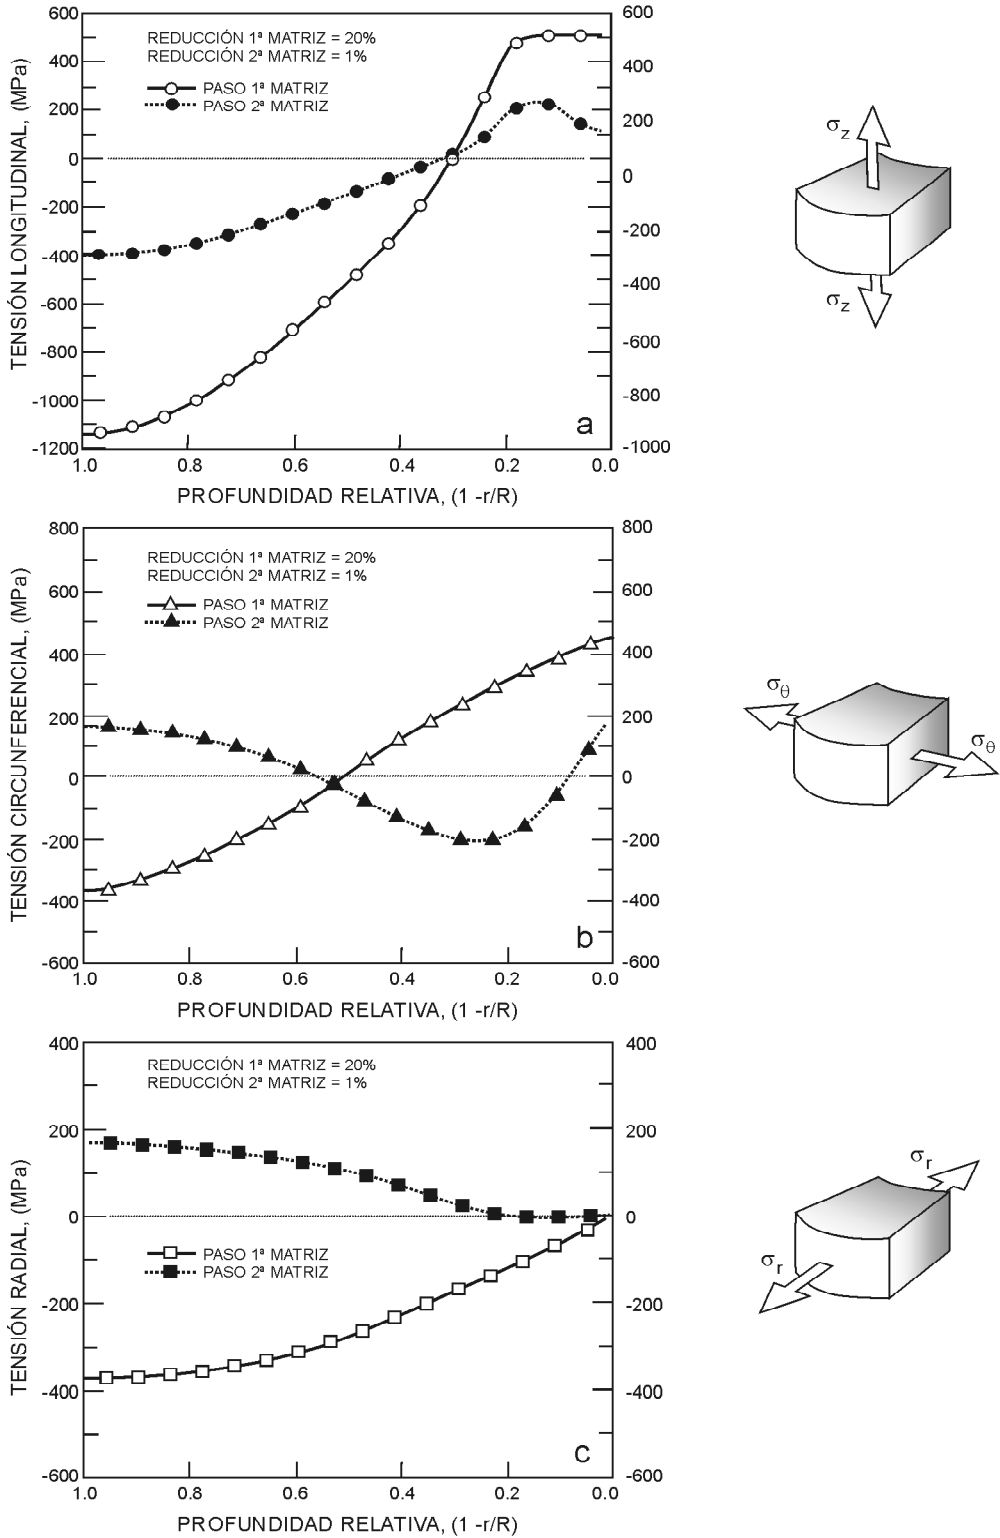 TENSIÓN LONGITUDINAL, (MPa)
600
400
200
0
-200
-400
-600
-800
-1000
-1200
REDUCCIÓN 1ª MATRIZ = 20%
REDUCCIÓN 2ª MATRIZ = 1%
PASO 1ª MATRIZ
PASO 2ª MATRIZ
a
600
400
200
0
-200
-400
-600
-800
-1000
1.0 0.8 0.6 0.4 0.2 0.0
PROFUNDIDAD RELATIVA, (1 -r/R)
σz
σz
TENSIÓN CIRCUNFERENCIAL, (MPa)
800
600
400
200
0
-200
-400
-600
REDUCCIÓN 1ª MATRIZ = 20%
REDUCCIÓN 2ª MATRIZ = 1%
PASO 1ª MATRIZ
PASO 2ª MATRIZ
b
800
600
400
200
0
-200
-400
-600
1.0 0.8 0.6 0.4 0.2 0.0
PROFUNDIDAD RELATIVA, (1 -r/R)
σθ
σθ
TENSIÓN RADIAL, (MPa)
400
200
0
-200
-400
-600
REDUCCIÓN 1ª MATRIZ = 20%
REDUCCIÓN 2ª MATRIZ = 1%
PASO 1ª MATRIZ
PASO 2ª MATRIZ
c
400
200
0
-200
-400
-600
1.0 0.8 0.6 0.4 0.2 0.0
PROFUNDIDAD RELATIVA, (1 -r/R)
σr
σr